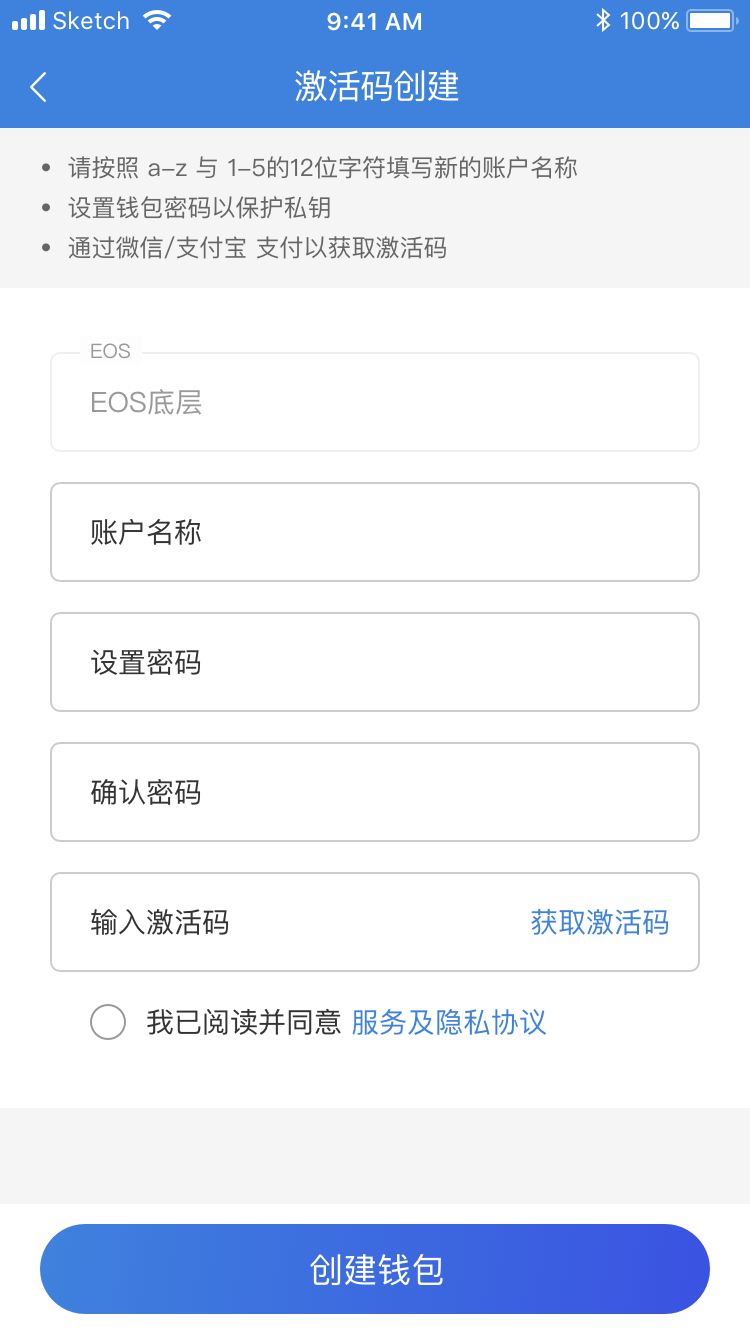 Sketch 9:41 AM 100%
激活码创建
请按照 a-z 与 1-5的12位字符填写新的账户名称
设置钱包密码以保护私钥
通过微信/支付宝 支付以获取激活码
EOS
EOS底层
账户名称
设置密码
确认密码
输入激活码 获取激活码
我已阅读并同意 服务及隐私协议
创建钱包